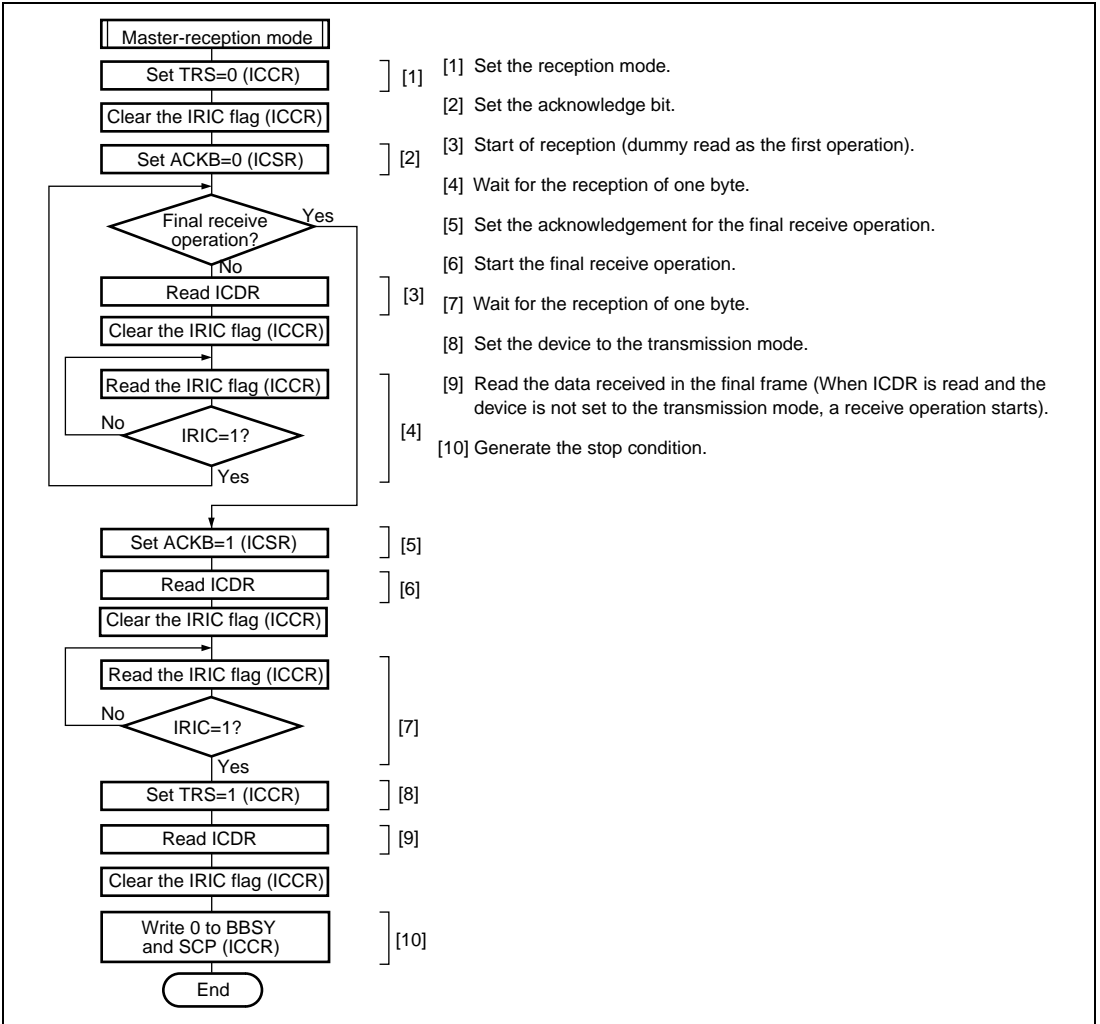 Master-reception mode
Set TRS=0 (ICCR)
[1]
Clear the IRIC flag (ICCR)
Set ACKB=0 (ICSR)
[2]
Final receive
operation?
Yes
No
Read ICDR
[3]
Clear the IRIC flag (ICCR)
Read the IRIC flag (ICCR)
No
IRIC=1?
[4]
Yes
Set ACKB=1 (ICSR)
[5]
Read ICDR
[6]
Clear the IRIC flag (ICCR)
Read the IRIC flag (ICCR)
No
IRIC=1?
[7]
Yes
Set TRS=1 (ICCR)
[8]
Read ICDR
[9]
Clear the IRIC flag (ICCR)
Write 0 to BBSY
and SCP (ICCR)
[10]
End
[1] Set the reception mode.
[2] Set the acknowledge bit.
[3] Start of reception (dummy read as the first operation).
[4] Wait for the reception of one byte.
[5] Set the acknowledgement for the final receive operation.
[6] Start the final receive operation.
[7] Wait for the reception of one byte.
[8] Set the device to the transmission mode.
[9] Read the data received in the final frame (When ICDR is read and the
device is not set to the transmission mode, a receive operation starts).
[10] Generate the stop condition.